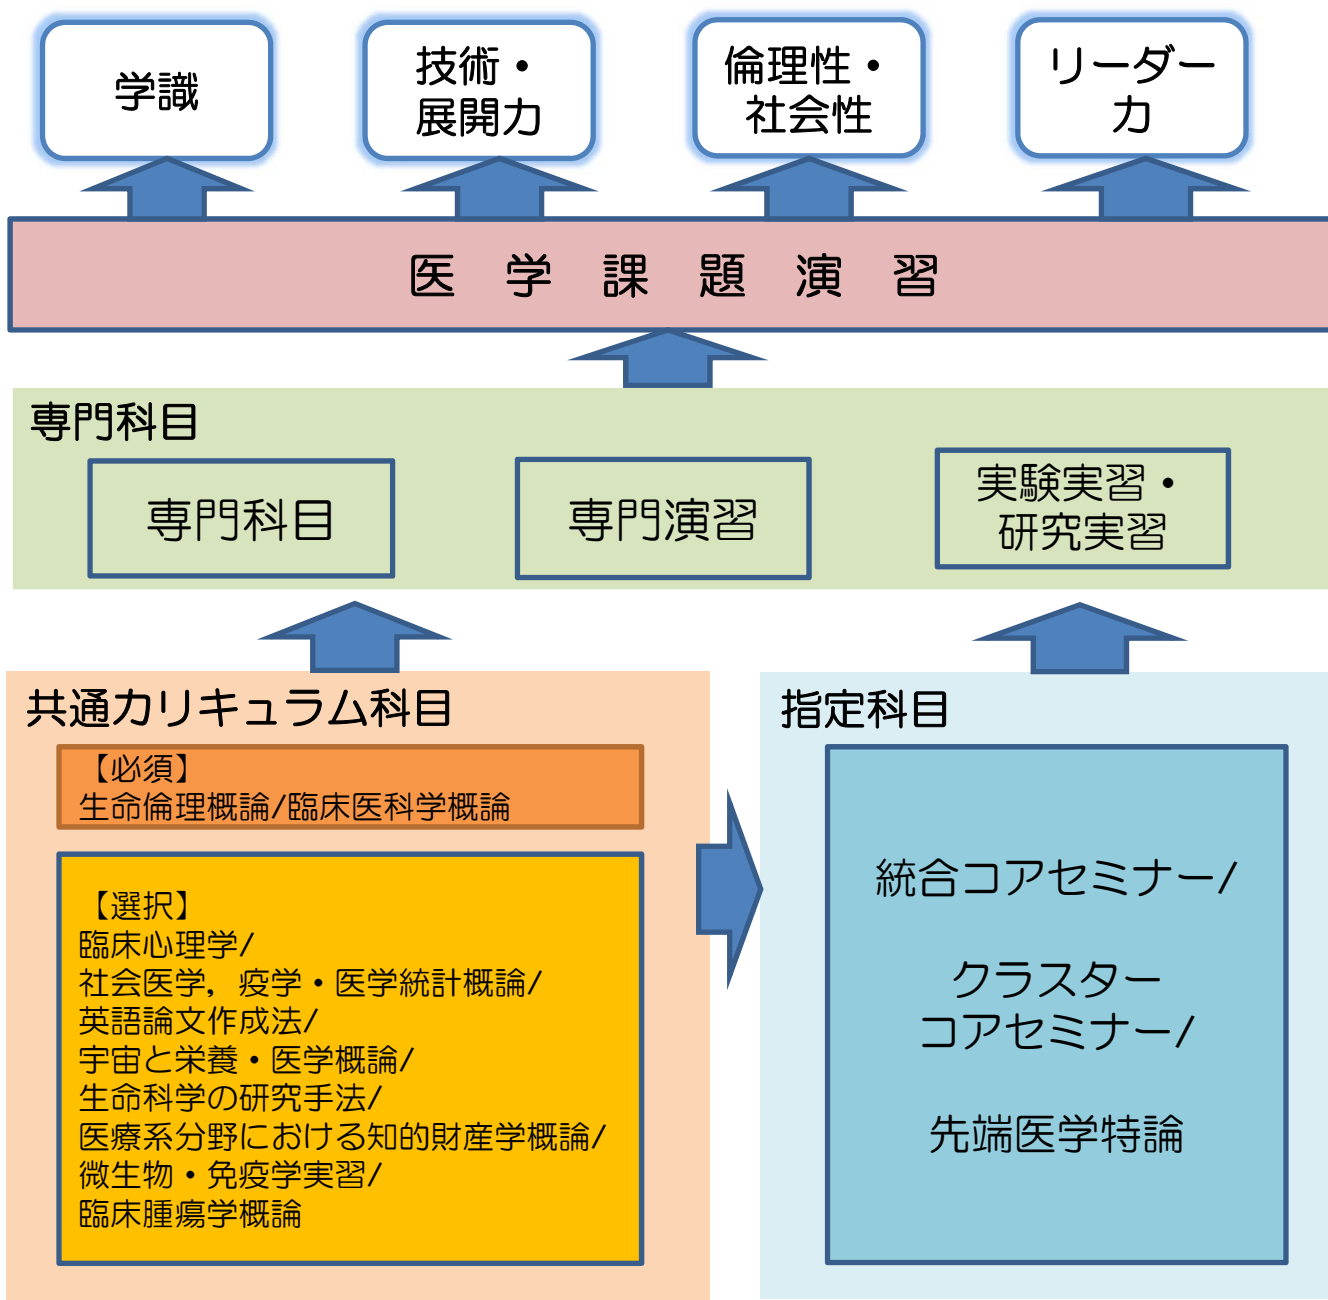 学識
技術・
展開力
倫理性・
社会性
リーダー
力
医学課題演習
専門科目
専門科目
専門演習
実験実習・
研究実習
共通カリキュラム科目
【必須】
生命倫理概論/臨床医科学概論
【選択】
臨床心理学/
社会医学，疫学・医学統計概論/
英語論文作成法/
宇宙と栄養・医学概論/
生命科学の研究手法/
医療系分野における知的財産学概論/
微生物・免疫学実習/
臨床腫瘍学概論
指定科目
統合コアセミナー/
クラスター
コアセミナー/
先端医学特論